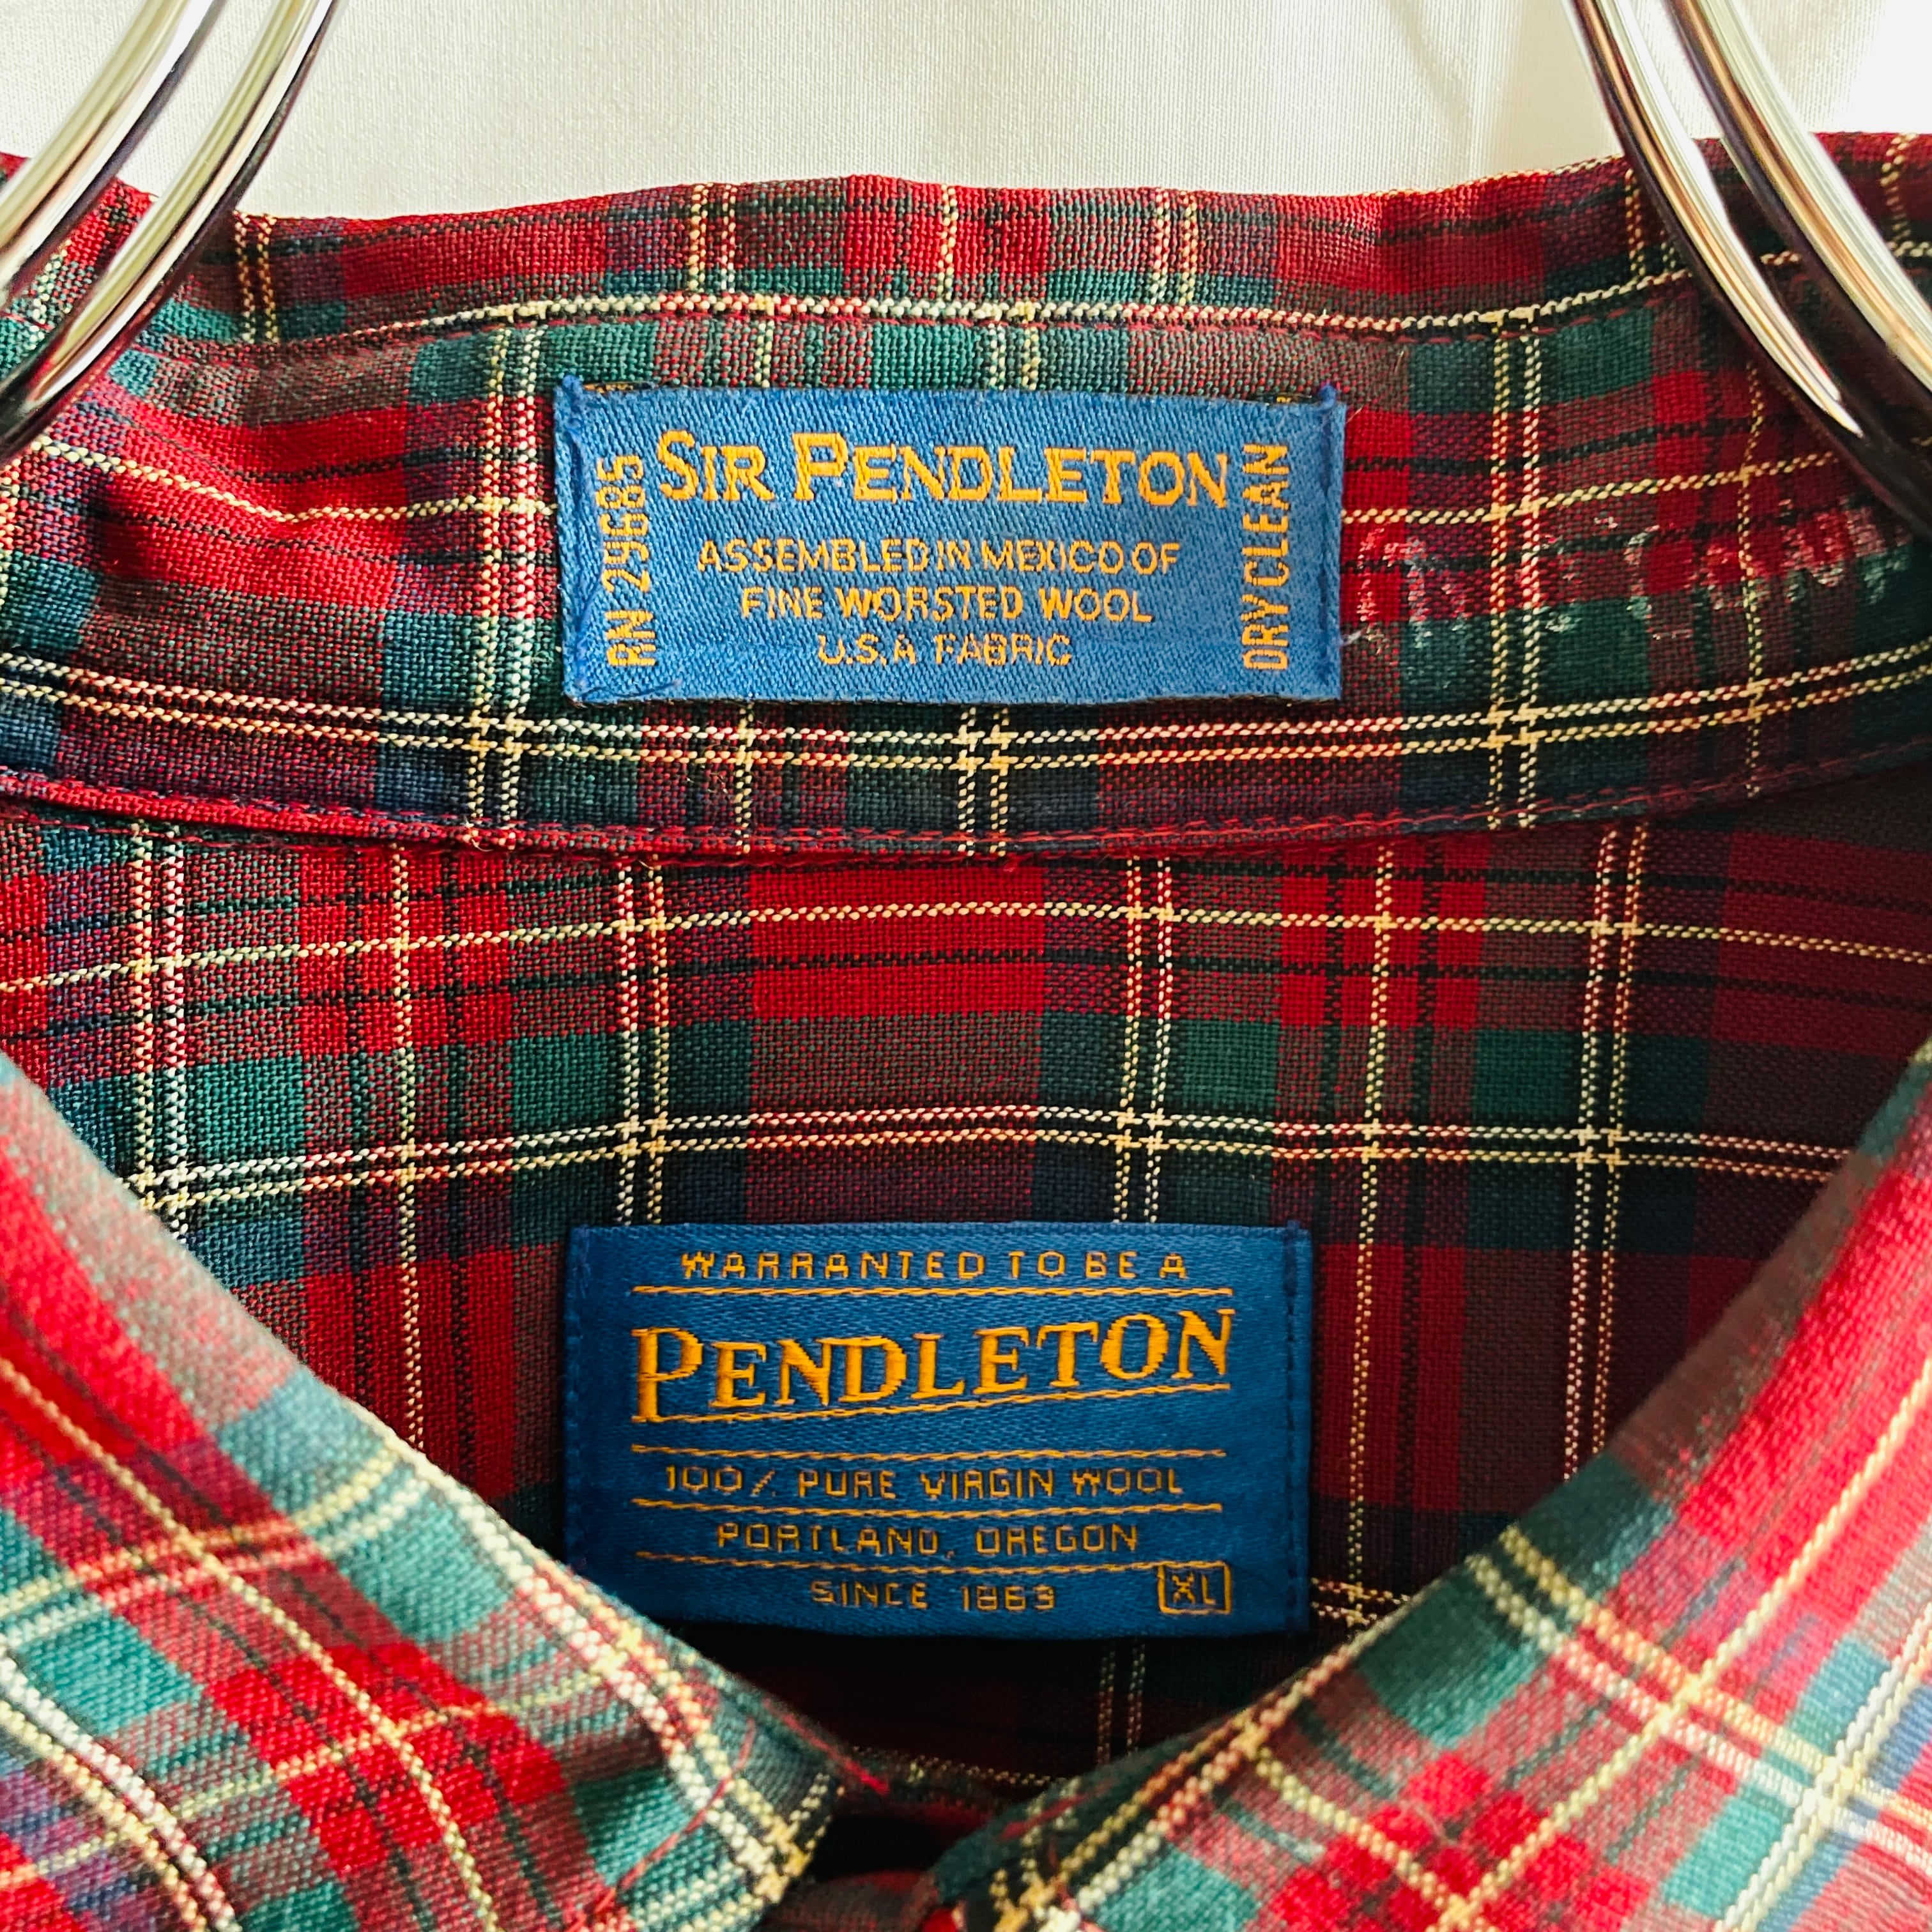 SIR PENDLETON
RN 29685
ASSEMBLED IN MEXICO OF
FINE WORSTED WOOL
U.S.A FABRIC
DRY CLEAN
WARRANTED TO BE A
PENDLETON
100% PURE VIRGIN WOOL
PORTLAND, OREGON
SINCE 1863
XL